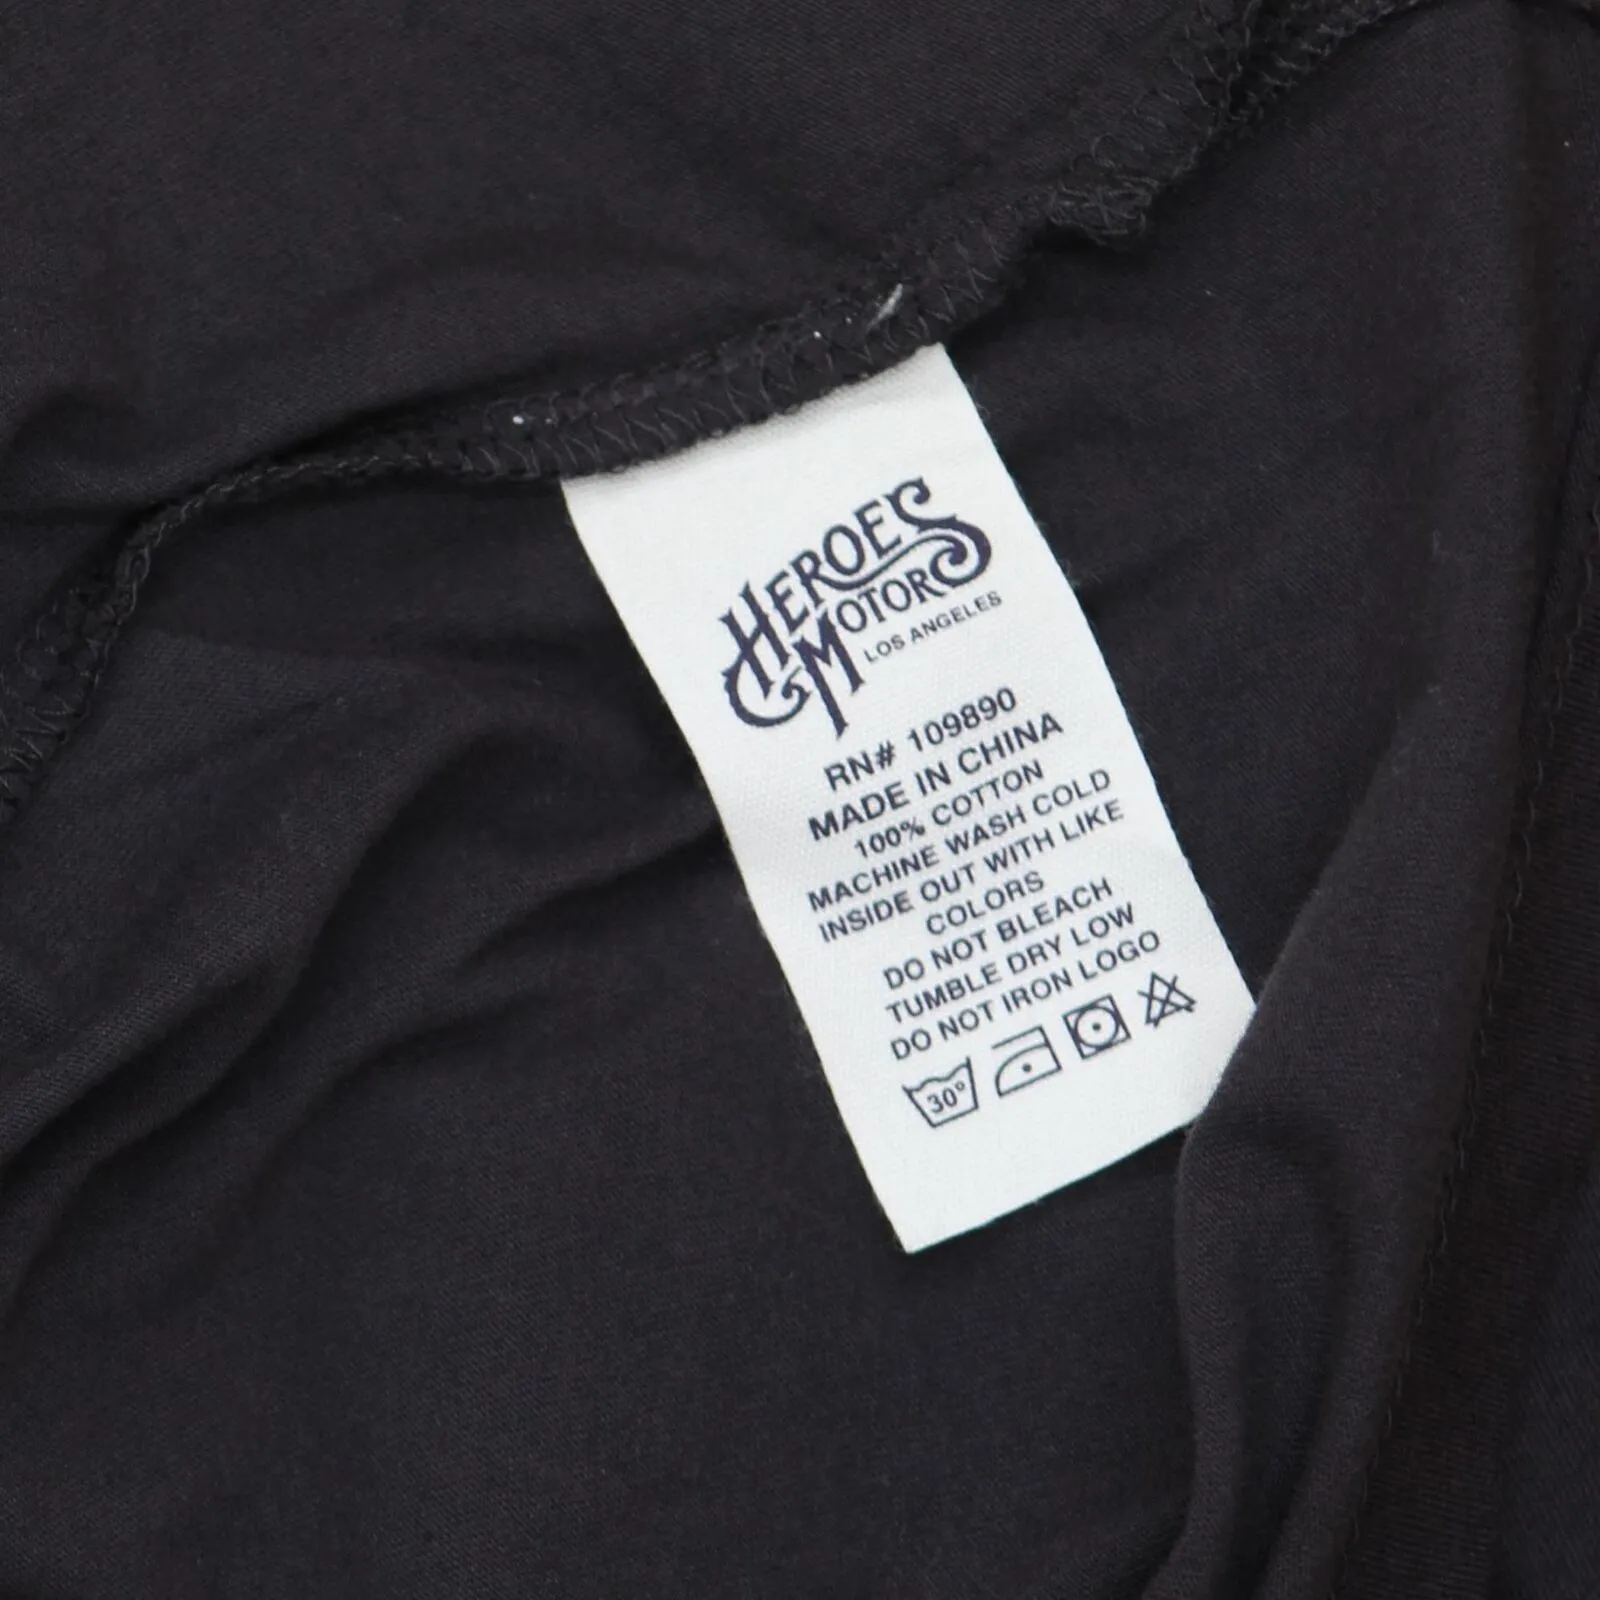 HEROES
MOTORS
LOS ANGELES
RN# 109890
MADE IN CHINA
100% COTTON
MACHINE WASH COLD
INSIDE OUT WITH LIKE
COLORS
DO NOT BLEACH
TUMBLE DRY LOW
DO NOT IRON LOGO
30°